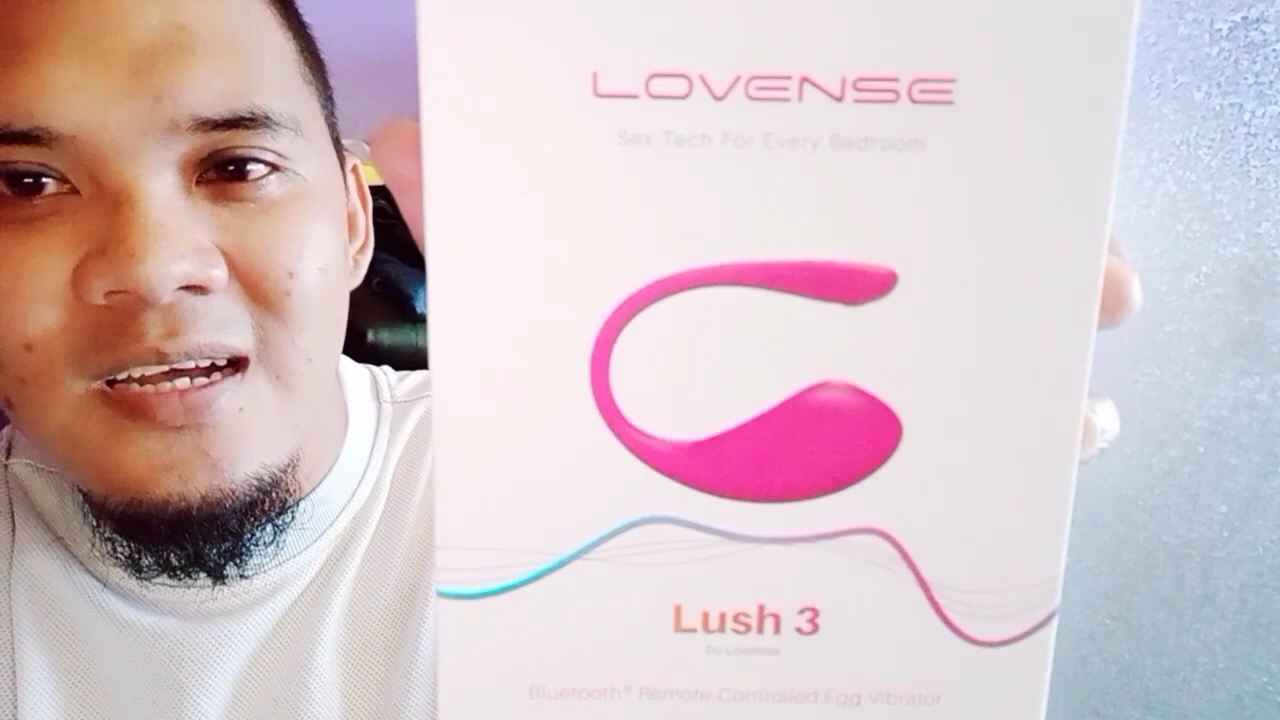 LOVENSE
Sex Tech For Every Bedroom
Lush 3
by Lovense
Bluetooth® Remote-Controlled Egg Vibrator